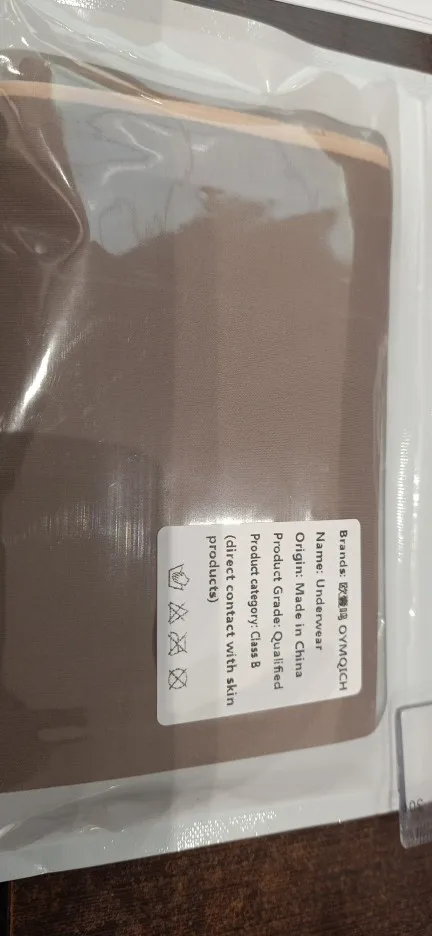 Brands: OYMQICH
Name: Underwear
Origin: Made in China
Product Grade: Qualified
Product category: Class B
(direct contact with skin
products)